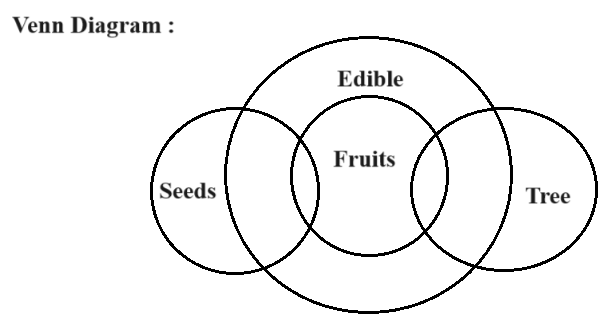 Venn Diagram :
Edible
Fruits
Seeds
Tree